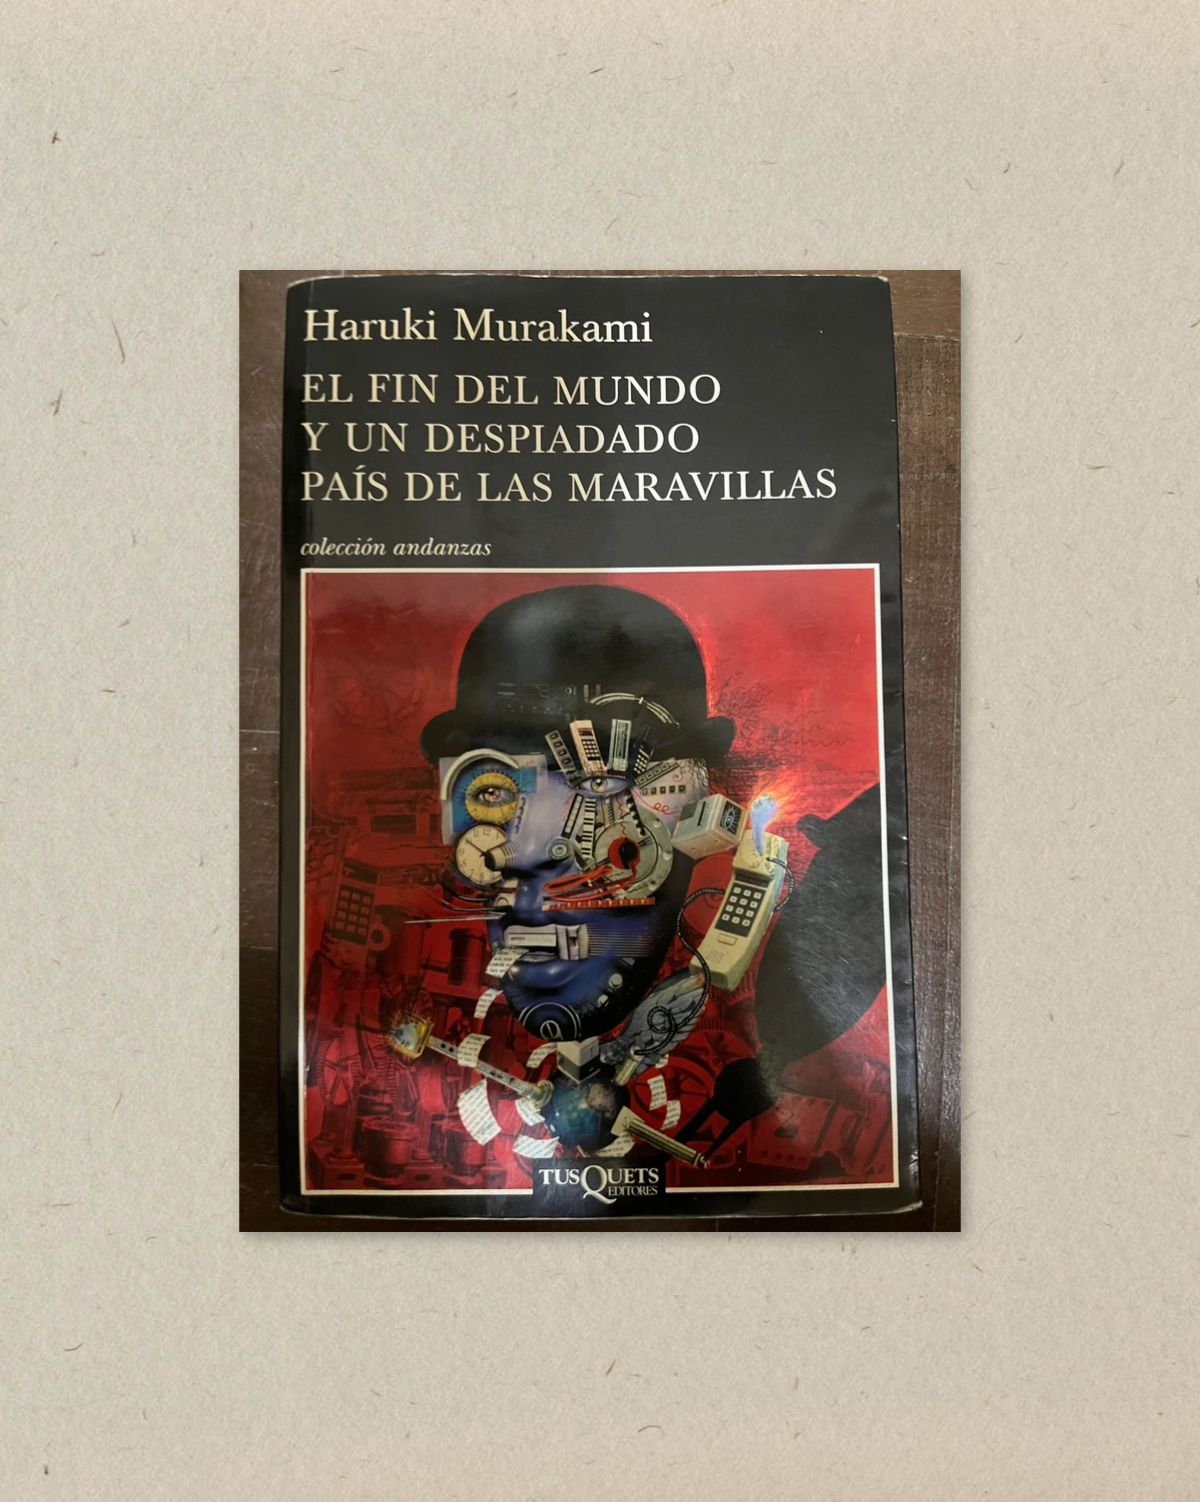 Haruki Murakami
EL FIN DEL MUNDO
Y UN DESPIADADO
PAÍS DE LAS MARAVILLAS
colección andanzas
TUSQUETS
EDITORES